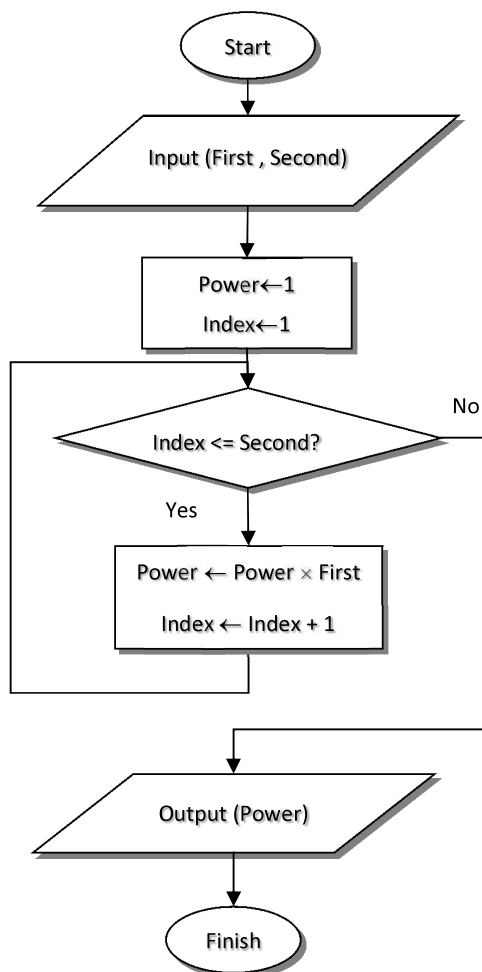 Start
Input (First , Second)
Power←1
Index←1
No
Index <= Second?
Yes
Power ← Power × First
Index ← Index + 1
Output (Power)
Finish